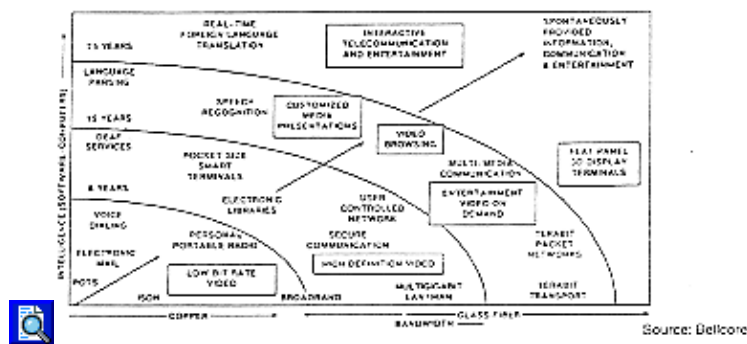 REAL-TIME
FOREIGN LANGUAGE
TRANSLATION
INTERACTIVE
TELECOMMUNICATION
AND ENTERTAINMENT
SPONTANEOUSLY
PROVIDED
INFORMATION,
COMMUNICATION
& ENTERTAINMENT
YEARS
LANGUAGE
PARSING
SPEECH
RECOGNITION
CUSTOMIZED
MEDIA
PRESENTATIONS
VIDEO
BROWSING
15 YEARS
DEAF
SERVICES
POCKET SIZE
SMART
TERMINALS
MULTI-MEDIA
COMMUNICATION
FLAT PANEL
3D DISPLAY
TERMINALS
YEARS
ELECTRONIC
LIBRARIES
USER
CONTROLLED
NETWORK
ENTERTAINMENT
VIDEO ON
DEMAND
VOICE
DIALING
PERSONAL
PORTABLE RADIO
SECURE
COMMUNICATION
TERABIT
PACKET
NETWORKS
ELECTRONIC
MAIL
LOW BIT RATE
VIDEO
HIGH DEFINITION VIDEO
POTS
ISDN
BROADBAND
MULTIGIGABIT
LAN/MAN
TERABIT
TRANSPORT
COPPER
GLASS FIBER
BANDWIDTH
INTELLIGENCE (SOFTWARE, COMPUTING)
Source: Bellcore